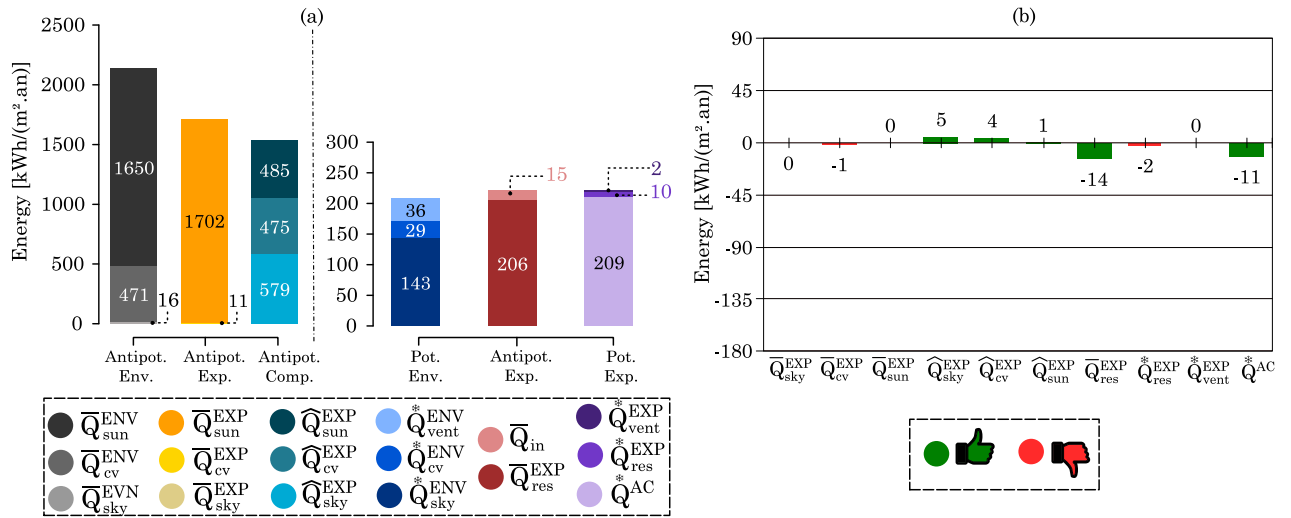 (a)
(b)
Energy [kWh/(m².an)]
2500
2000
1500
1000
500
0
1650
471
16
1702
11
485
475
579
Antipot. Env.
Antipot. Exp.
Antipot. Comp.
300
250
200
150
100
50
0
36
29
143
15
206
2
10
209
Pot. Env.
Antipot. Exp.
Pot. Exp.
Energy [kWh/(m².an)]
90
45
0
-45
-90
-135
-180
0
-1
0
5
4
1
-14
-2
0
-11
Q̅ EXP sky
Q̅ EXP cv
Q̅ EXP sun
Q̂ EXP sky
Q̂ EXP cv
Q̂ EXP sun
Q̅ EXP res
Q* EXP res
Q* EXP vent
Q* AC
Q̅ ENV sun
Q̅ ENV cv
Q̅ EVN sky
Q̅ EXP sun
Q̅ EXP cv
Q̅ EXP sky
Q̂ EXP sun
Q̂ EXP cv
Q̂ EXP sky
Q* ENV vent
Q* ENV cv
Q* ENV sky
Q̅ in
Q̅ EXP res
Q* EXP vent
Q* EXP res
Q* AC